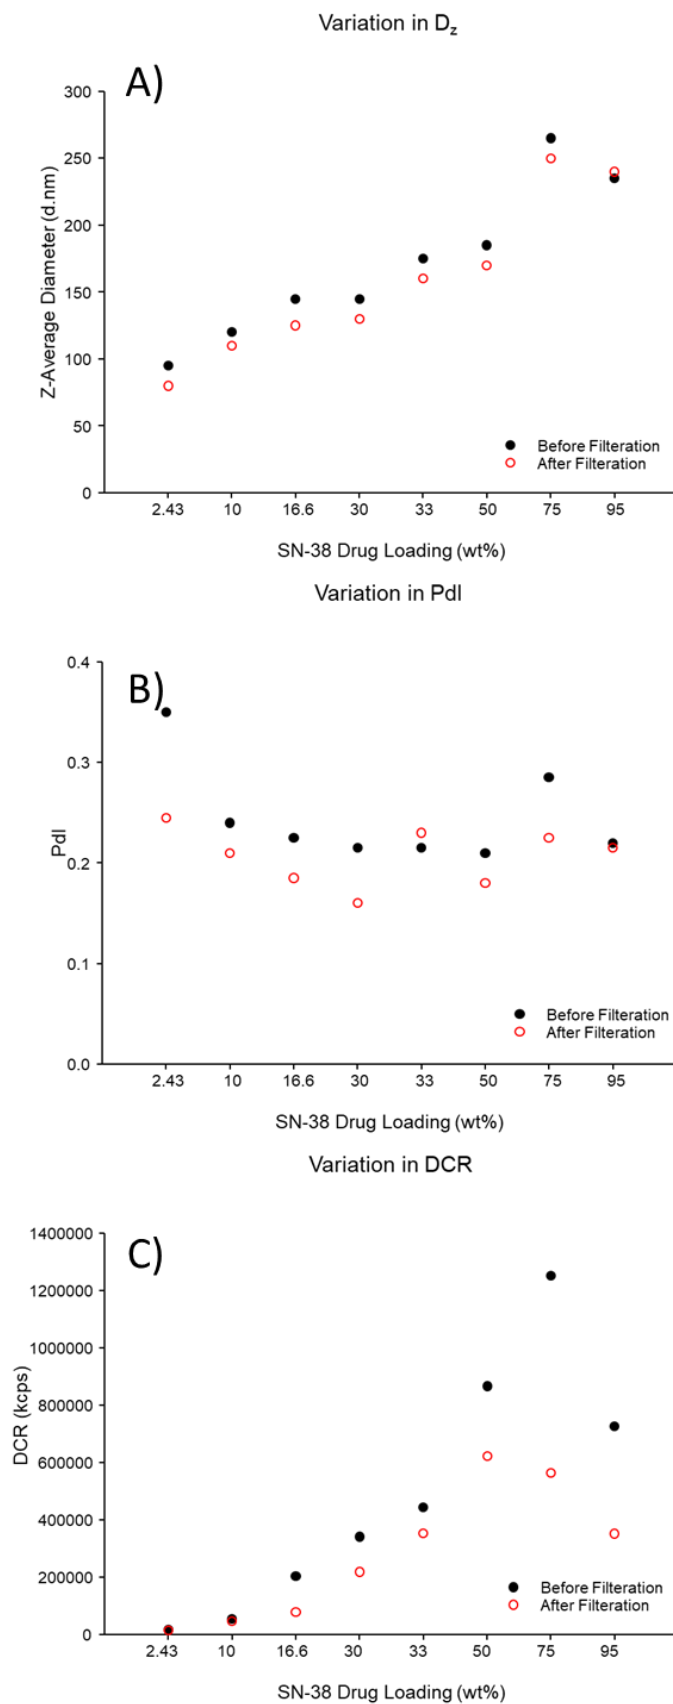 Variation in Dz
A)
300
250
200
150
100
50
0
Z-Average Diameter (d.nm)
Before Filteration
After Filteration
2.43 10 16.6 30 33 50 75 95
SN-38 Drug Loading (wt%)
Variation in PdI
B)
0.4
0.3
0.2
0.1
0.0
PdI
Before Filteration
After Filteration
2.43 10 16.6 30 33 50 75 95
SN-38 Drug Loading (wt%)
Variation in DCR
C)
1400000
1200000
1000000
800000
600000
400000
200000
0
DCR (kcps)
Before Filteration
After Filteration
2.43 10 16.6 30 33 50 75 95
SN-38 Drug Loading (wt%)